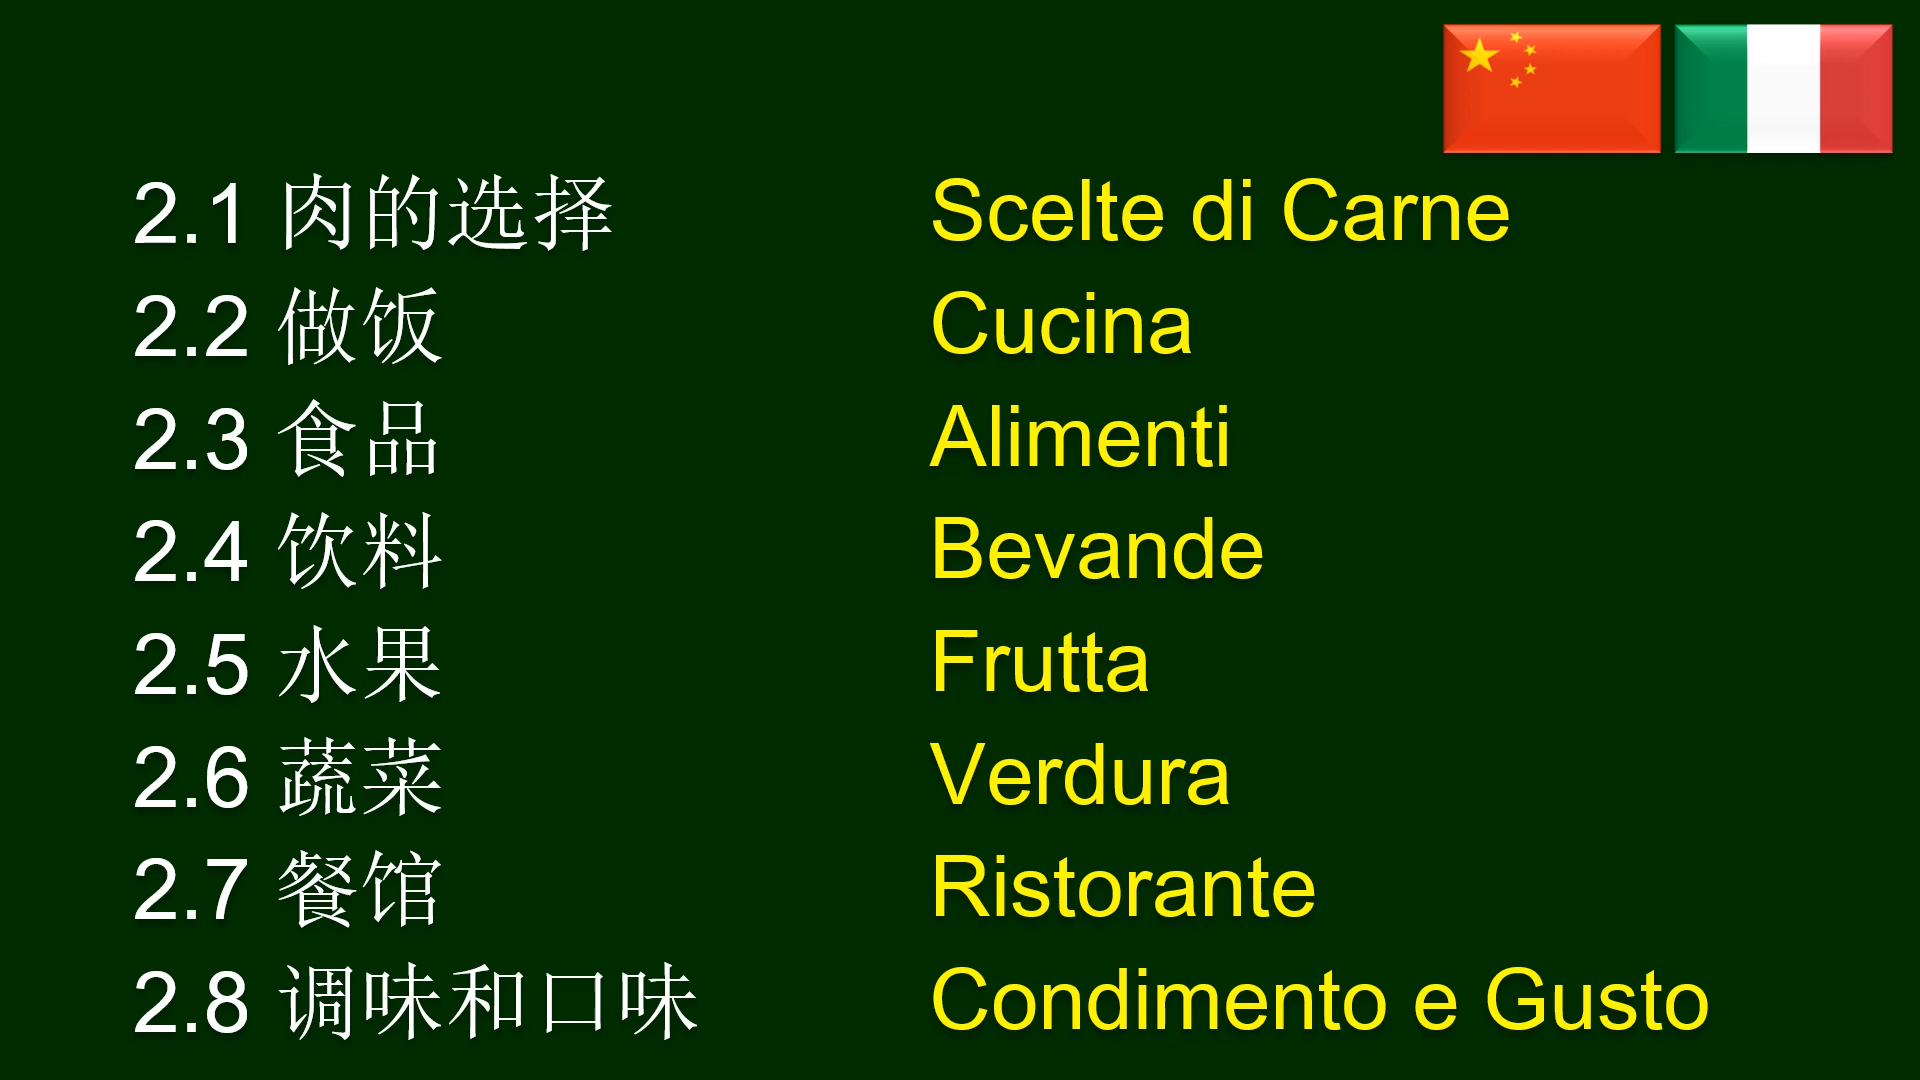 2.1 肉的选择 Scelte di Carne
2.2 做饭 Cucina
2.3 食品 Alimenti
2.4 饮料 Bevande
2.5 水果 Frutta
2.6 蔬菜 Verdura
2.7 餐馆 Ristorante
2.8 调味和口味 Condimento e Gusto